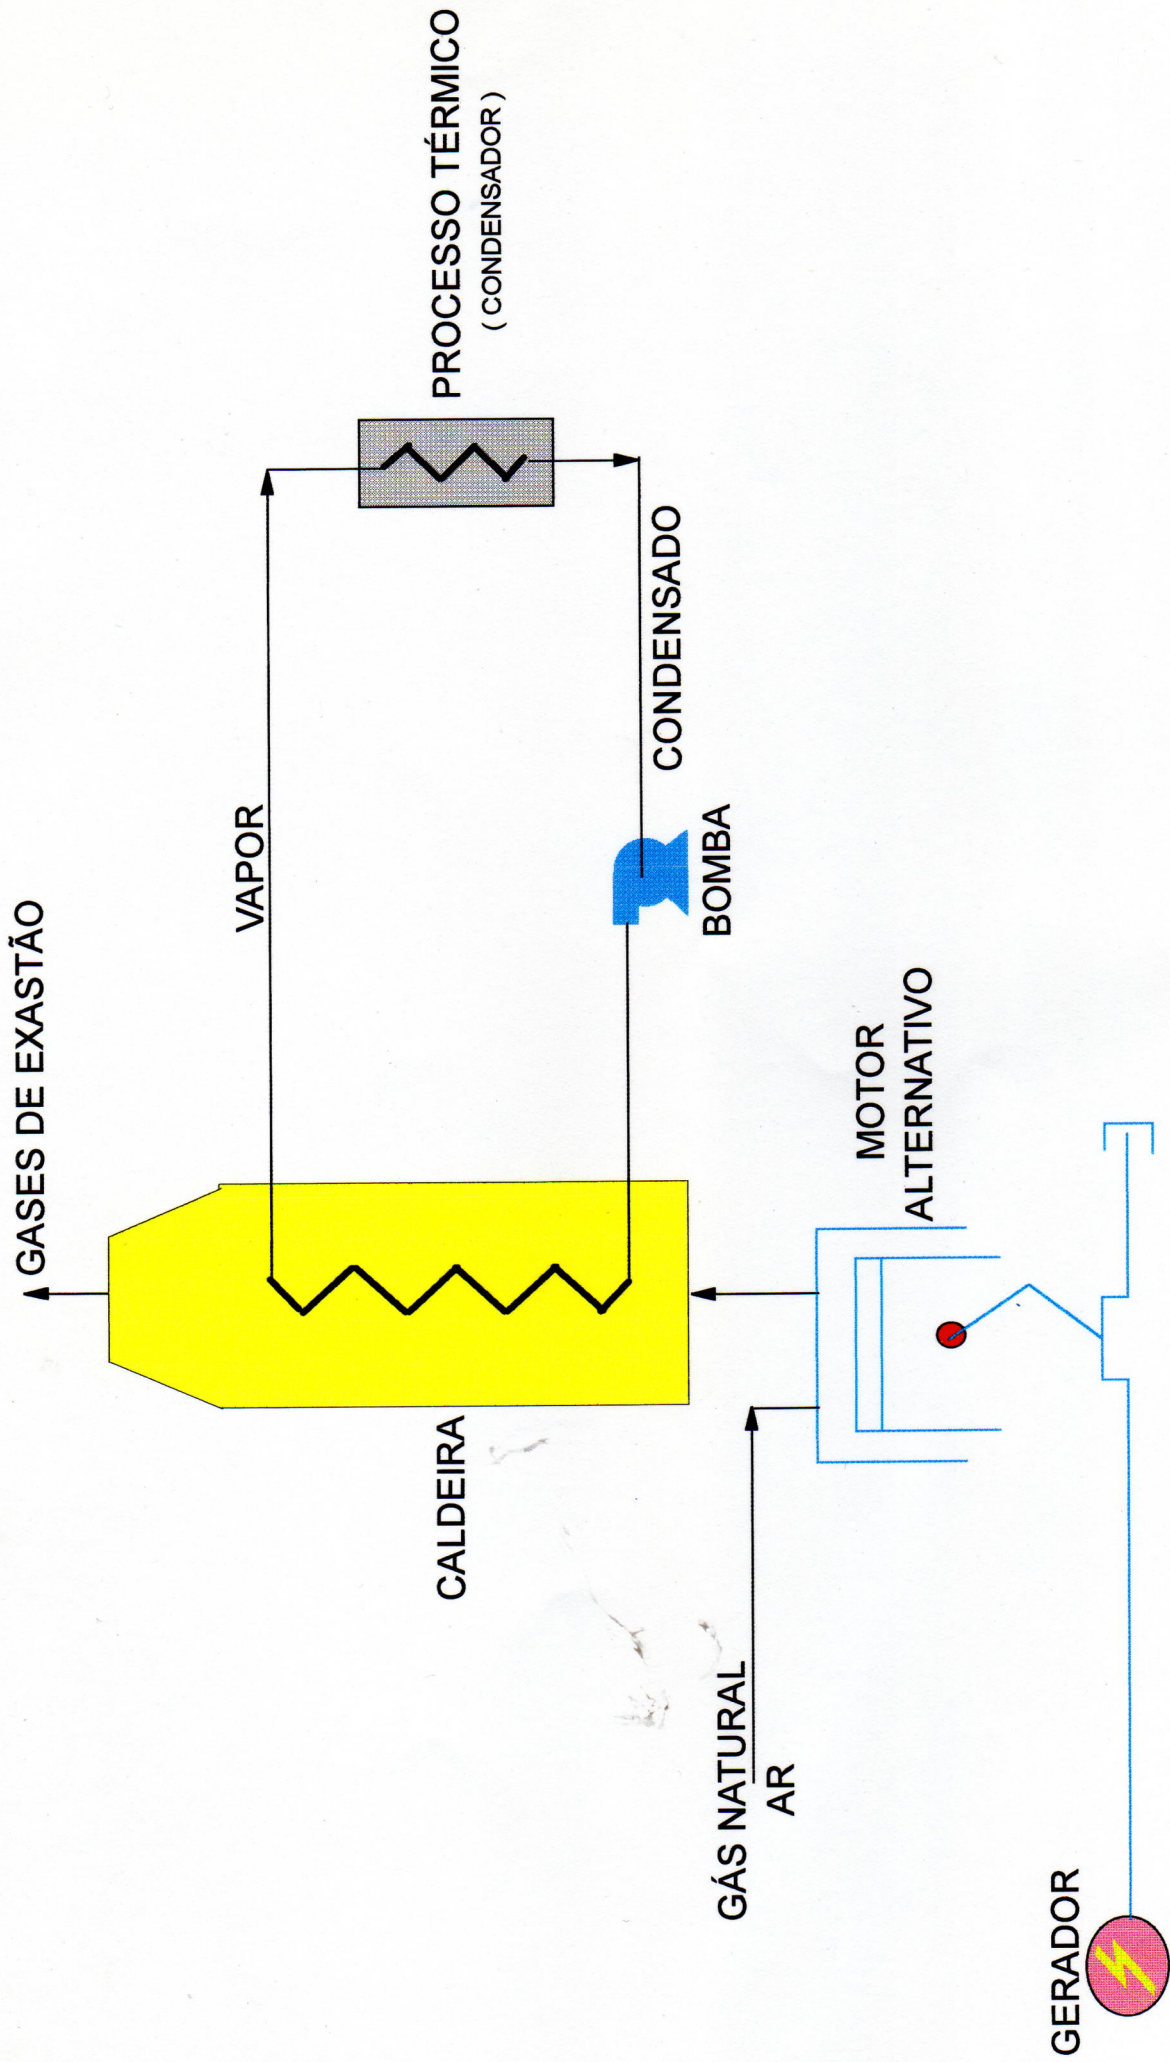 GASES DE EXASTÃO
VAPOR
PROCESSO TÉRMICO
( CONDENSADOR )
CALDEIRA
CONDENSADO
BOMBA
GÁS NATURAL
AR
MOTOR
ALTERNATIVO
GERADOR